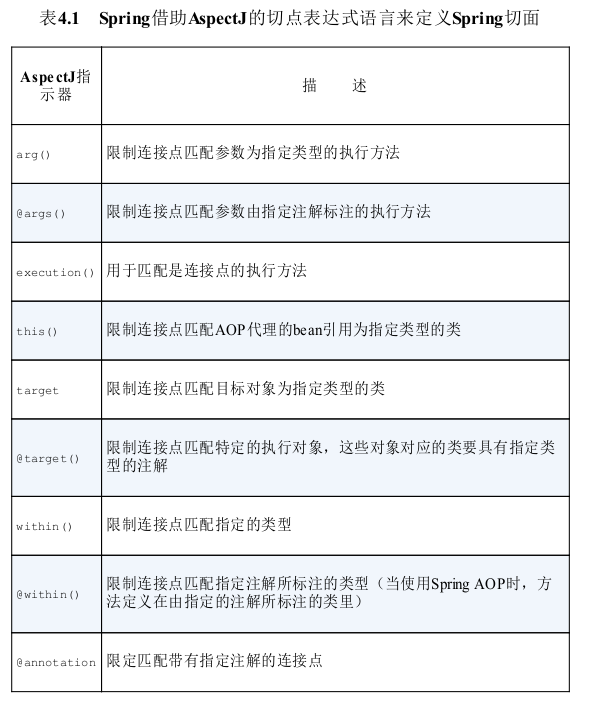 表4.1 Spring借助AspectJ的切点表达式语言来定义Spring切面
AspectJ指
示器
描 述
arg()
限制连接点匹配参数为指定类型的执行方法
@args()
限制连接点匹配参数由指定注解标注的执行方法
execution()
用于匹配是连接点的执行方法
this()
限制连接点匹配AOP代理的bean引用为指定类型的类
target
限制连接点匹配目标对象为指定类型的类
@target()
限制连接点匹配特定的执行对象，这些对象对应的类要具有指定类
型的注解
within()
限制连接点匹配指定的类型
@within()
限制连接点匹配指定注解所标注的类型（当使用Spring AOP时，方
法定义在由指定的注解所标注的类里）
@annotation
限定匹配带有指定注解的连接点